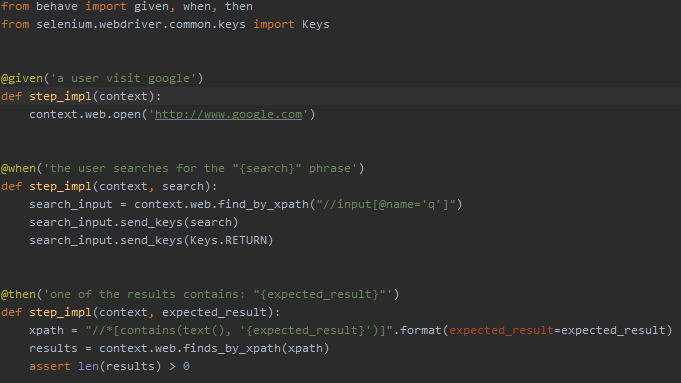 from behave import given, when, then
from selenium.webdriver.common.keys import Keys
@given('a user visit google')
def step_impl(context):
context.web.open('http://www.google.com')
@when('the user searches for the "{search}" phrase')
def step_impl(context, search):
search_input = context.web.find_by_xpath("//input[@name='q']")
search_input.send_keys(search)
search_input.send_keys(Keys.RETURN)
@then('one of the results contains: "{expected_result}"')
def step_impl(context, expected_result):
xpath = "//*[contains(text(), '{expected_result}')]".format(expected_result=expected_result)
results = context.web.finds_by_xpath(xpath)
assert len(results) > 0